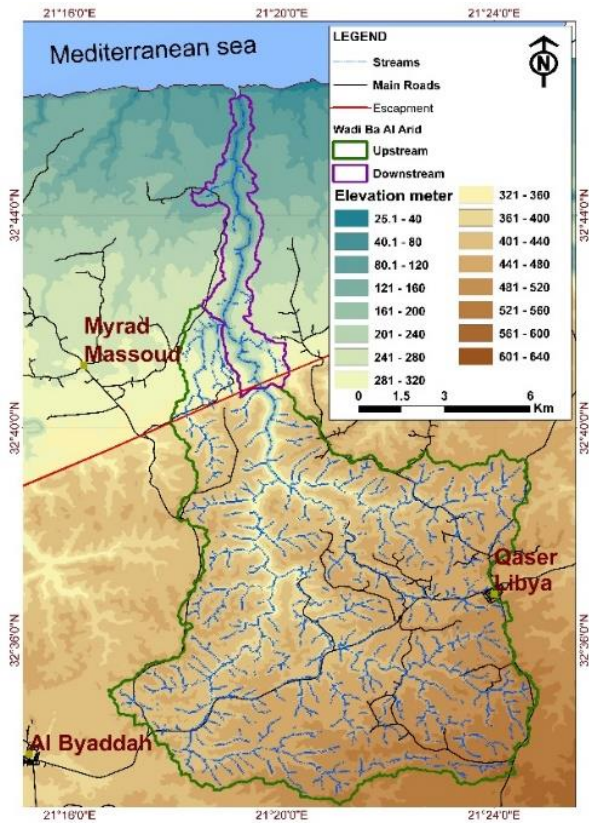 21°16'0"E
21°20'0"E
21°24'0"E
Mediterranean sea
LEGEND
Streams
Main Roads
Escapment
Wadi Ba Al Arid
Upstream
Downstream
Elevation meter
25.1 - 40
40.1 - 80
80.1 - 120
121 - 160
161 - 200
201 - 240
241 - 280
281 - 320
321 - 360
361 - 400
401 - 440
441 - 480
481 - 520
521 - 560
561 - 600
601 - 640
0 1.5 3 6
Km
N
32°44'0"N
32°44'0"N
Myrad
Massoud
32°40'0"N
32°40'0"N
Qaser
Libya
32°36'0"N
32°36'0"N
Al Byaddah
21°16'0"E
21°20'0"E
21°24'0"E